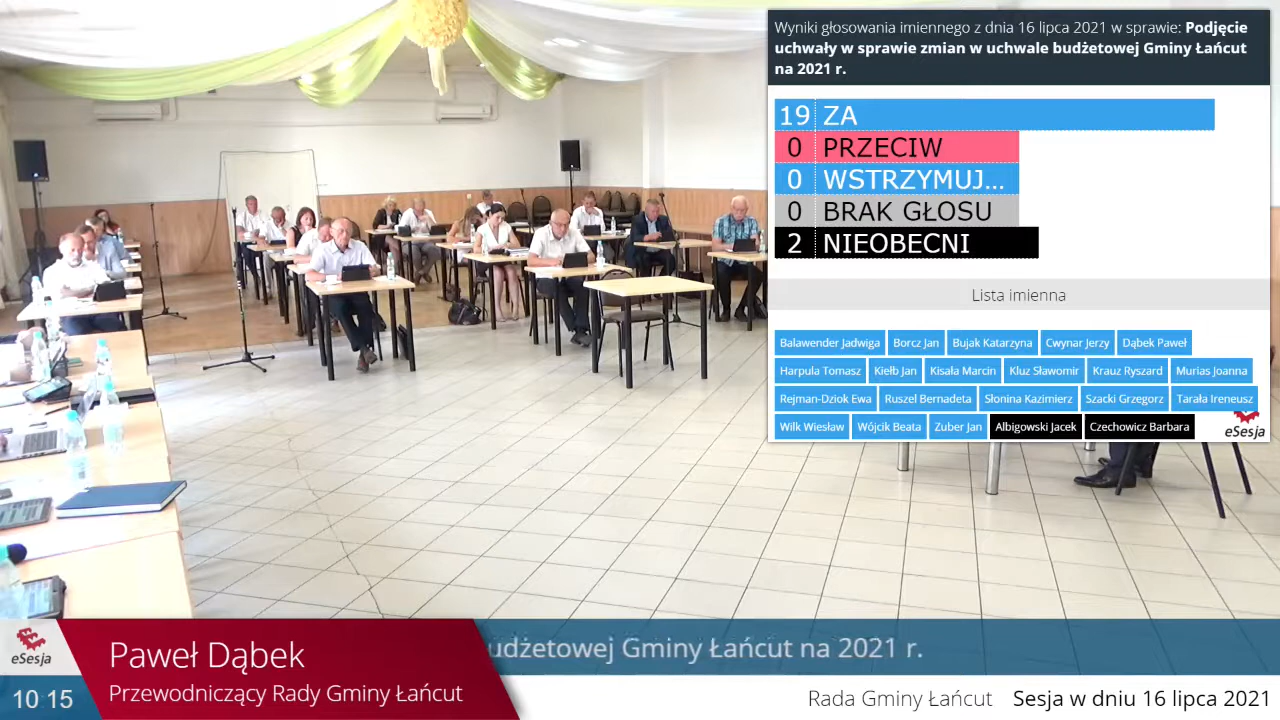 Wyniki głosowania imiennego z dnia 16 lipca 2021 w sprawie: Podjęcie
uchwały w sprawie zmian w uchwale budżetowej Gminy Łańcut
na 2021 r.
19 ZA
0 PRZECIW
0 WSTRZYMUJ...
0 BRAK GŁOSU
2 NIEOBECNI
Lista imienna
Balawender Jadwiga Borcz Jan Bujak Katarzyna Cwynar Jerzy Dąbek Paweł
Harpula Tomasz Kiełb Jan Kisała Marcin Kluz Sławomir Krauz Ryszard Murias Joanna
Rejman-Dziok Ewa Ruszel Bernadeta Słonina Kazimierz Szacki Grzegorz Tarała Ireneusz
Wilk Wiesław Wójcik Beata Zuber Jan Albigowski Jacek Czechowicz Barbara
eSesja
eSesja
10 15
Paweł Dąbek
Przewodniczący Rady Gminy Łańcut
udżetowej Gminy Łańcut na 2021 r.
Rada Gminy Łańcut Sesja w dniu 16 lipca 2021